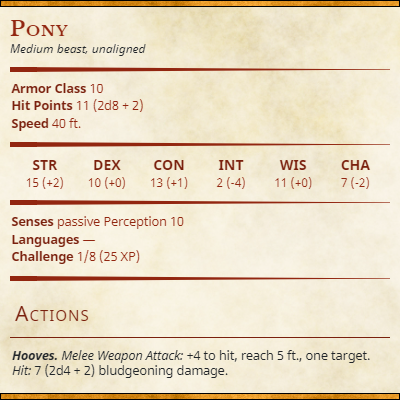 Pony
Medium beast, unaligned
Armor Class 10
Hit Points 11 (2d8 + 2)
Speed 40 ft.
STR DEX CON INT WIS CHA
15 (+2) 10 (+0) 13 (+1) 2 (-4) 11 (+0) 7 (-2)
Senses passive Perception 10
Languages —
Challenge 1/8 (25 XP)
Actions
Hooves. Melee Weapon Attack: +4 to hit, reach 5 ft., one target.
Hit: 7 (2d4 + 2) bludgeoning damage.